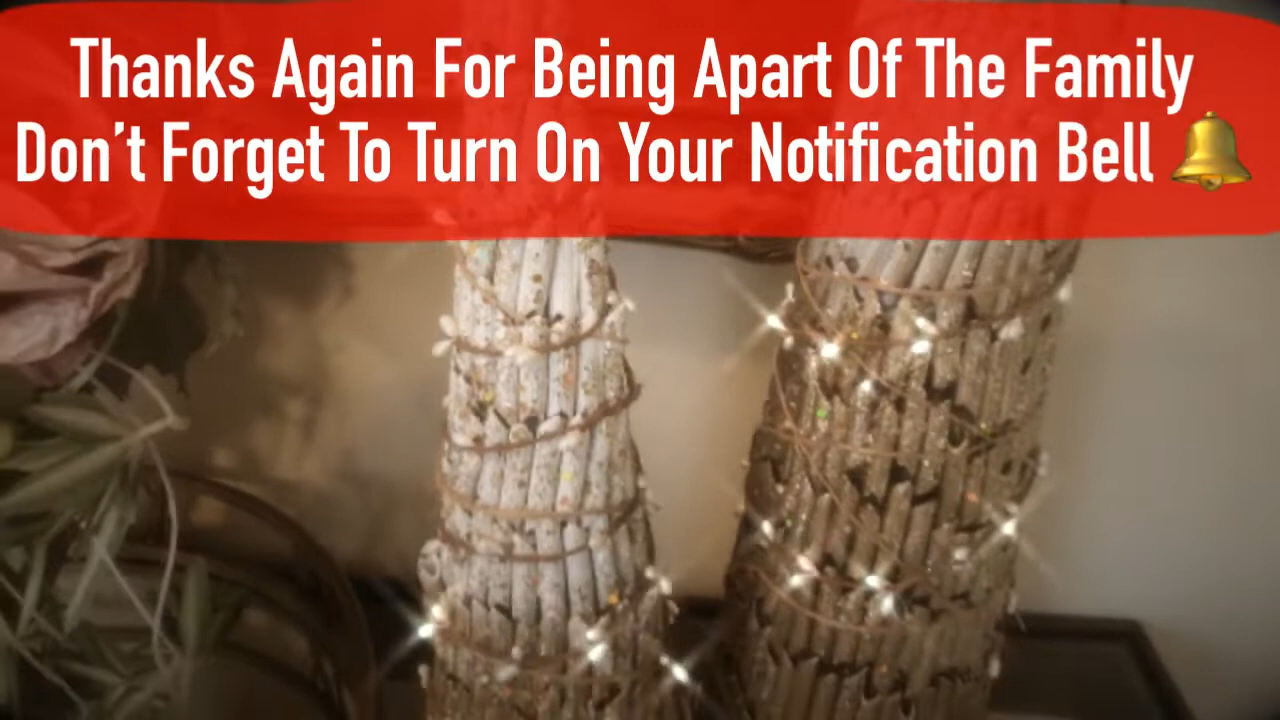 Thanks Again For Being Apart Of The Family
Don't Forget To Turn On Your Notification Bell 🔔